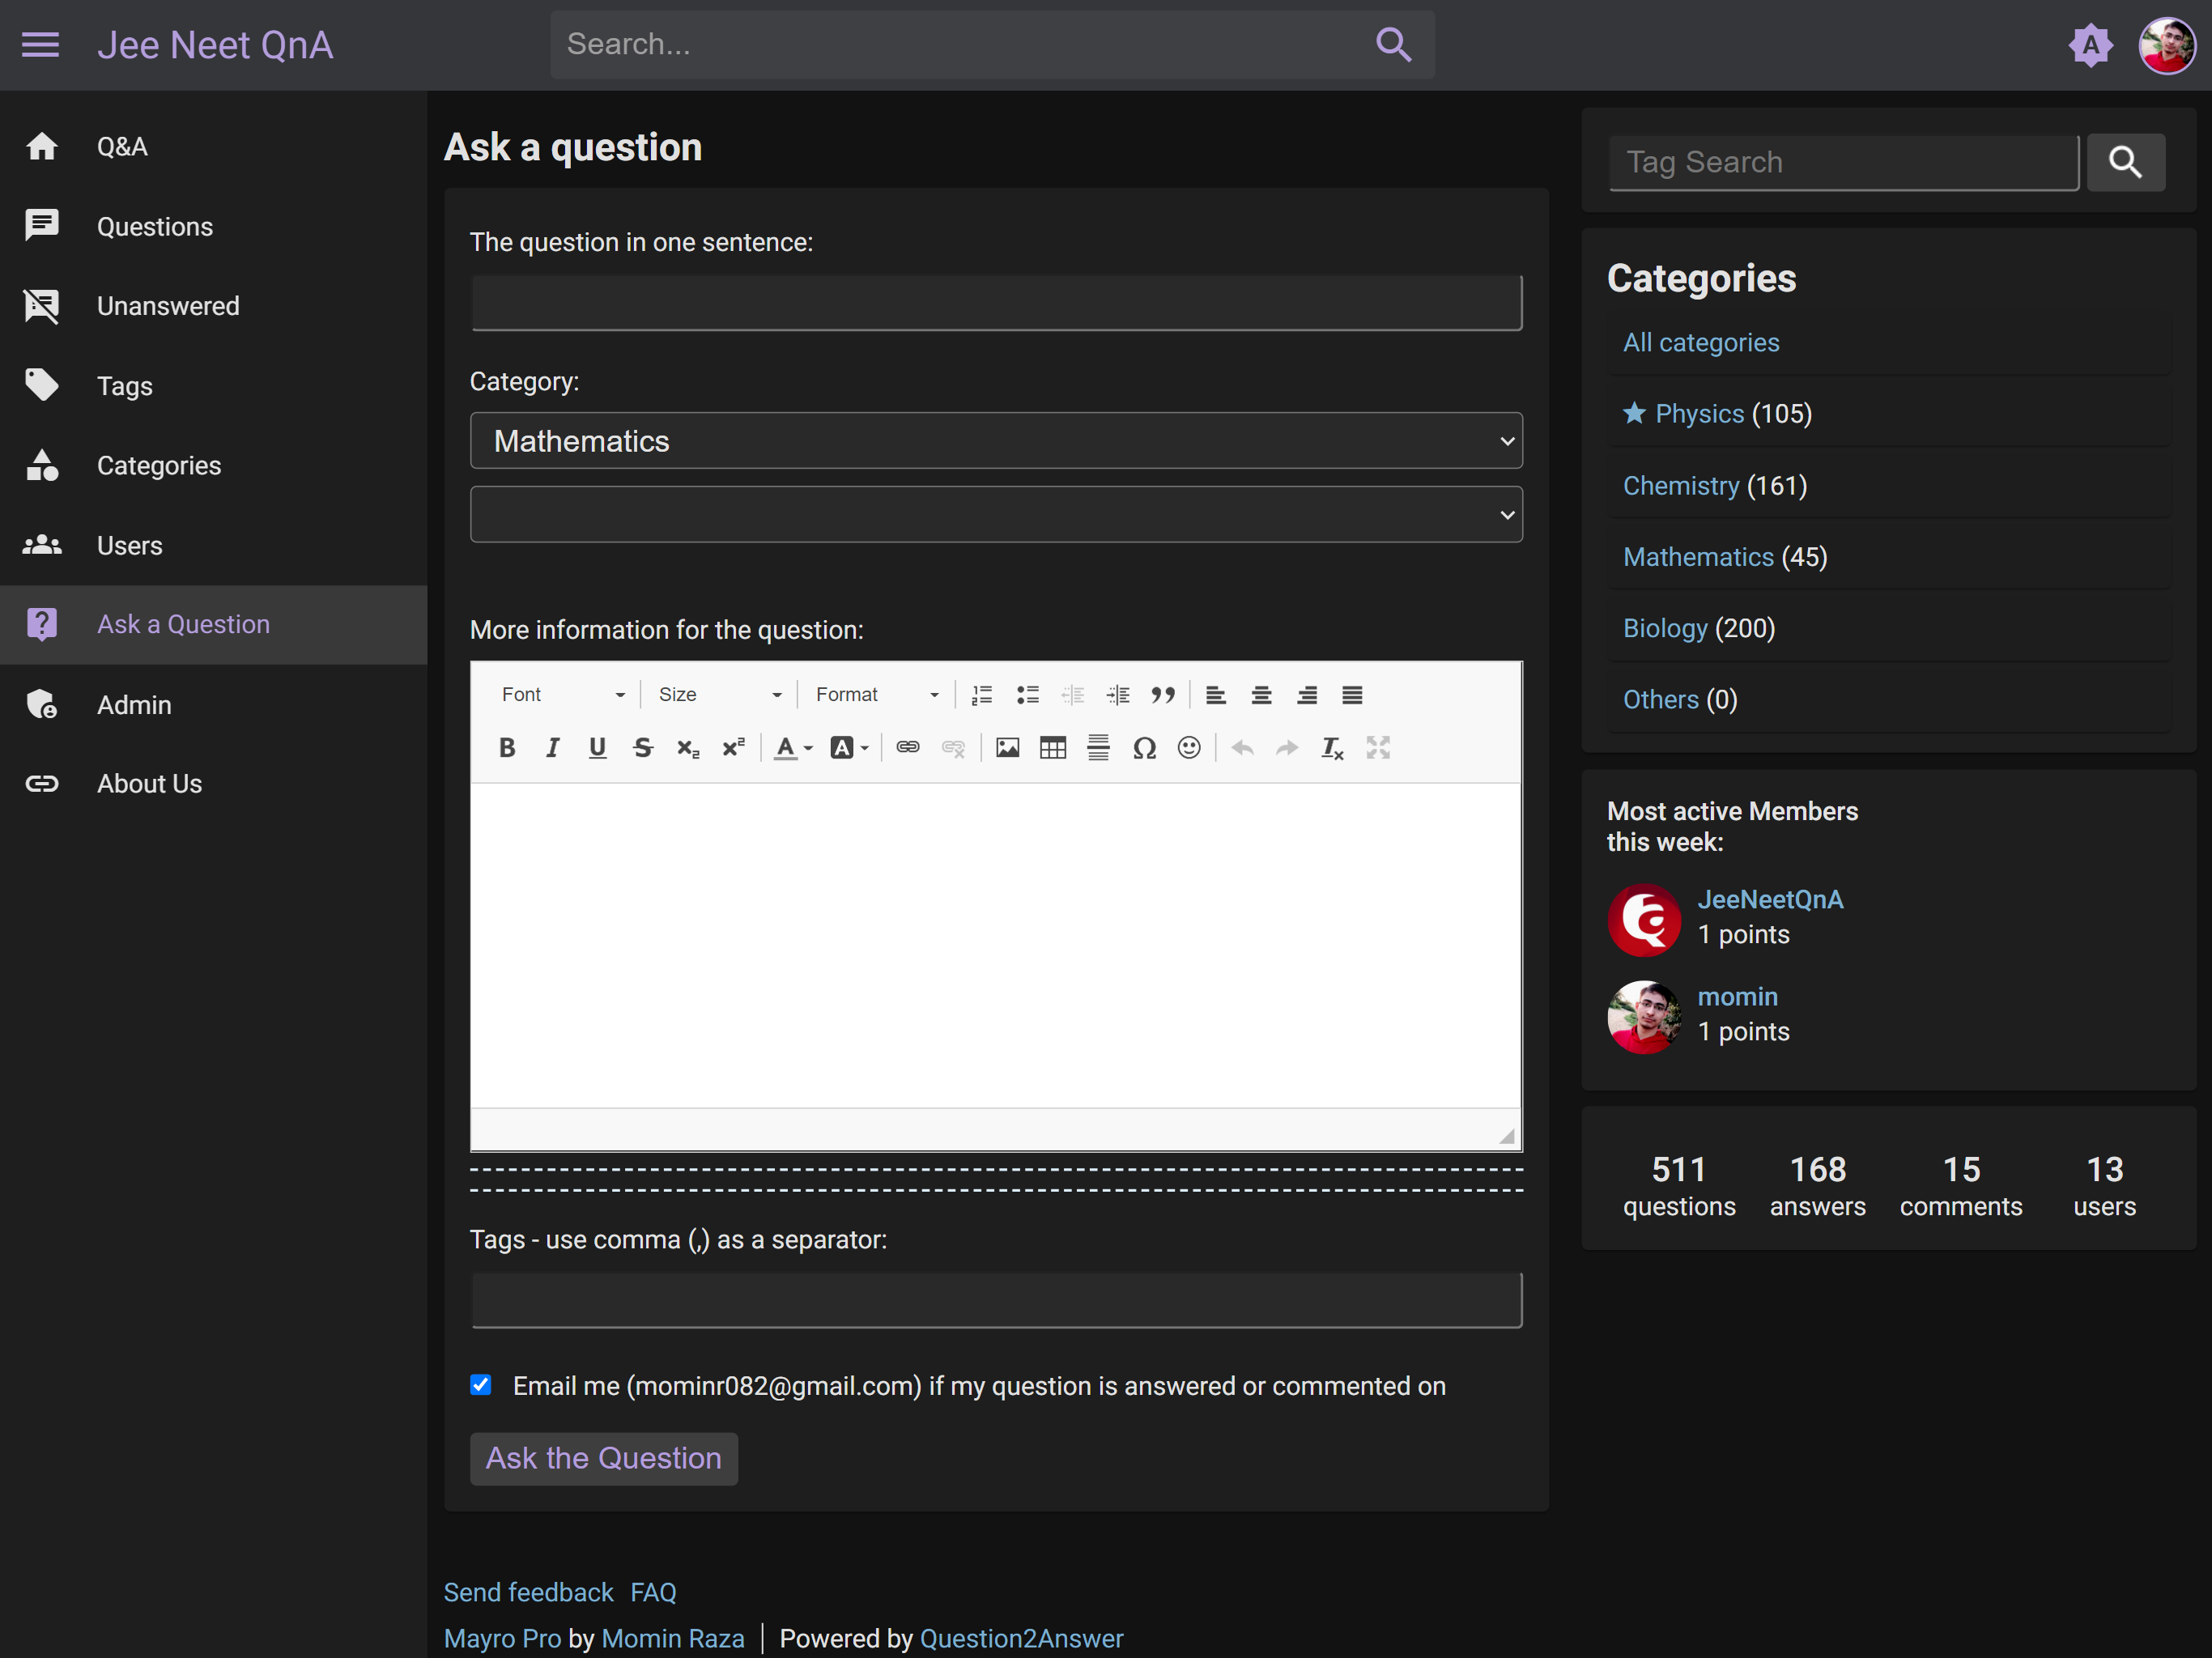 Jee Neet QnA
Search...
A
Q&A
Questions
Unanswered
Tags
Categories
Users
Ask a Question
Admin
About Us
Ask a question
The question in one sentence:
Category:
Mathematics
More information for the question:
Font Size Format
Tags - use comma (,) as a separator:
Email me (mominr082@gmail.com) if my question is answered or commented on
Ask the Question
Tag Search
Categories
All categories
Physics (105)
Chemistry (161)
Mathematics (45)
Biology (200)
Others (0)
Most active Members
this week:
JeeNeetQnA
1 points
momin
1 points
511 168 15 13
questions answers comments users
Send feedback FAQ
Mayro Pro by Momin Raza | Powered by Question2Answer